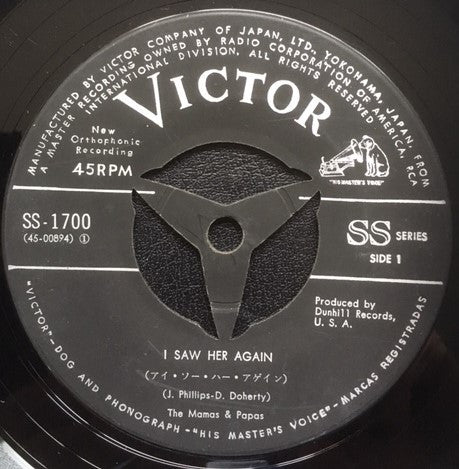 MANUFACTURED BY VICTOR COMPANY OF JAPAN, LTD., YOKOHAMA, JAPAN, FROM
A MASTER RECORDING OWNED BY RADIO CORPORATION OF AMERICA, RCA
INTERNATIONAL DIVISION, ALL RIGHTS RESERVED
VICTOR
New
Orthophonic
Recording
45RPM
"HIS MASTER'S VOICE"
SS-1700
(45-00894) ①
SS SERIES
SIDE 1
Produced by
Dunhill Records,
U. S. A.
I SAW HER AGAIN
(アイ・ソー・ハー・アゲイン)
(J. Phillips-D. Doherty)
The Mamas & Papas
"VICTOR"-DOG AND PHONOGRAPH-"HIS MASTER'S VOICE"-MARCAS REGISTRADAS